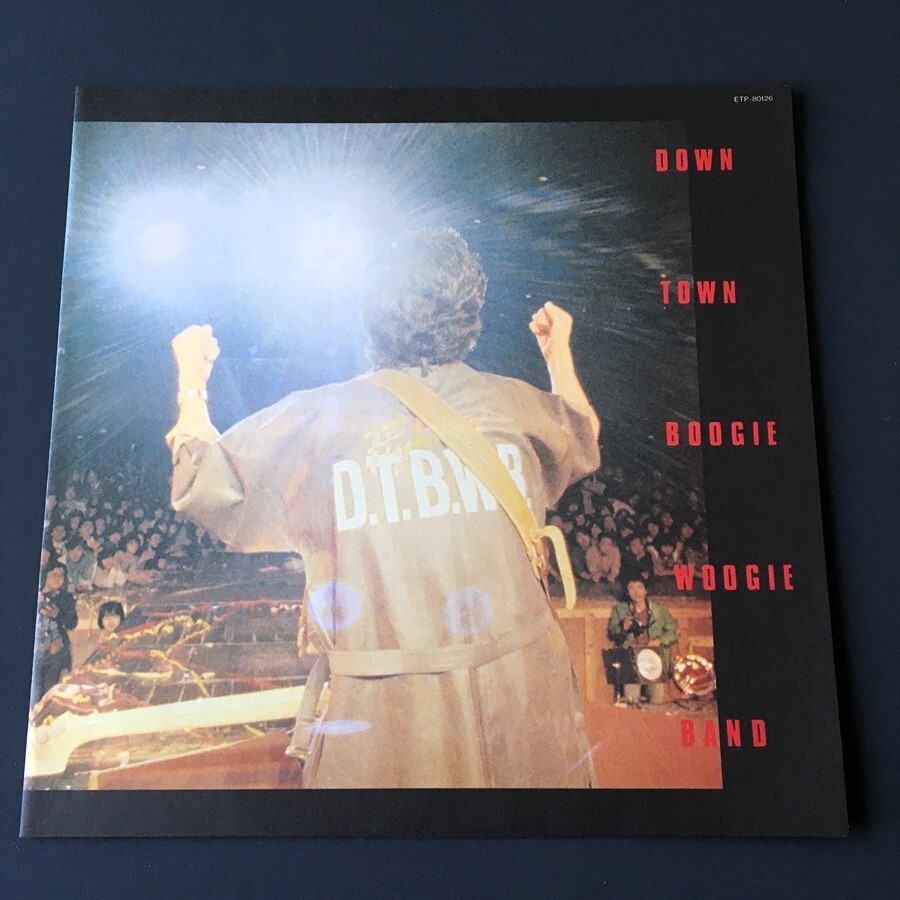 ETP-80126
DOWN
TOWN
BOOGIE
WOOGIE
BAND
D.T.B.W.B.